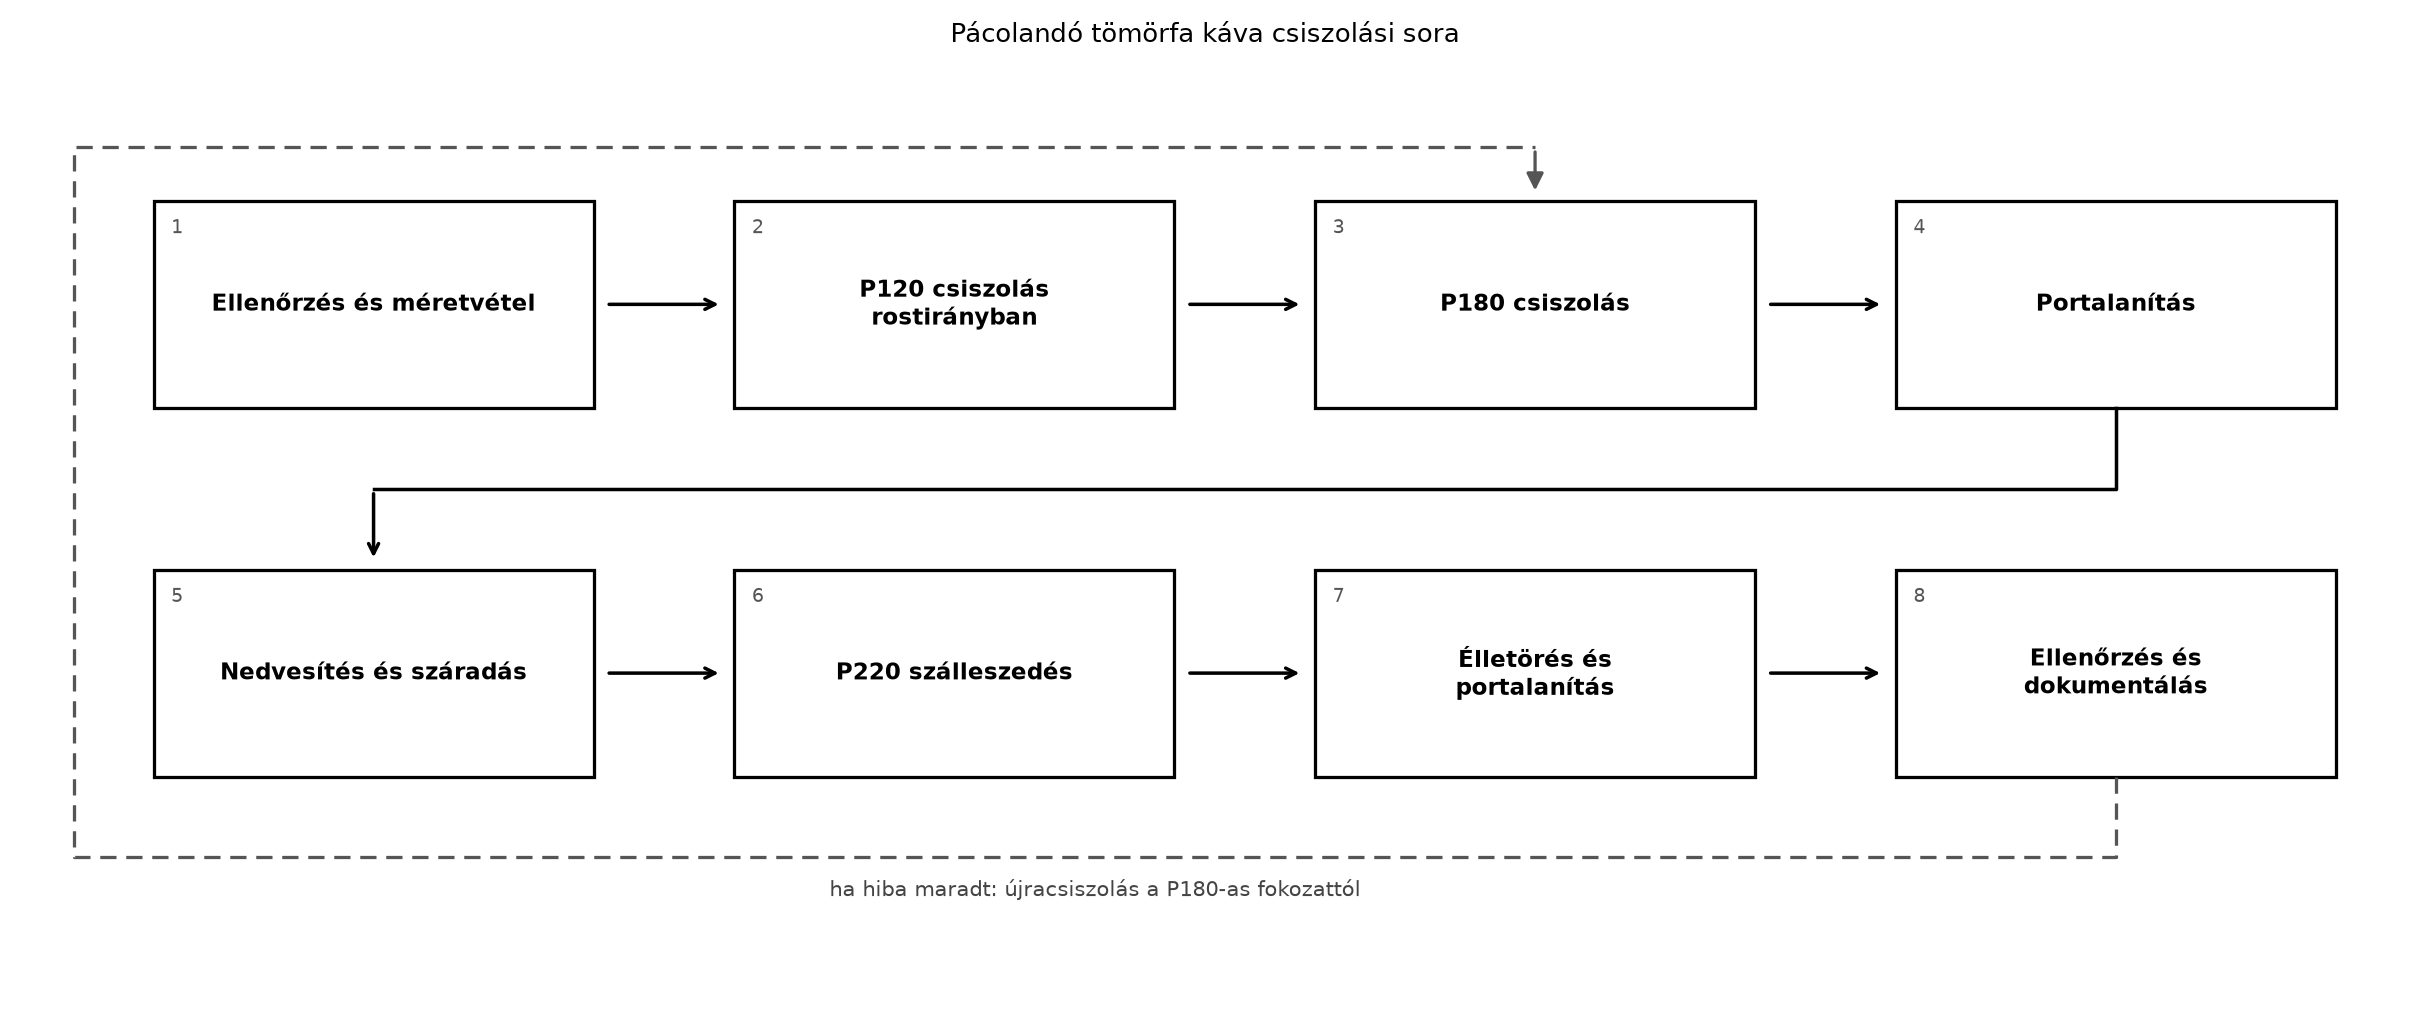 Pácolandó tömörfa káva csiszolási sora
1
Ellenőrzés és méretvétel
2
P120 csiszolás
rostirányban
3
P180 csiszolás
4
Portalanítás
5
Nedvesítés és száradás
6
P220 szálleszedés
7
Élletörés és
portalanítás
8
Ellenőrzés és
dokumentálás
ha hiba maradt: újracsiszolás a P180-as fokozattól